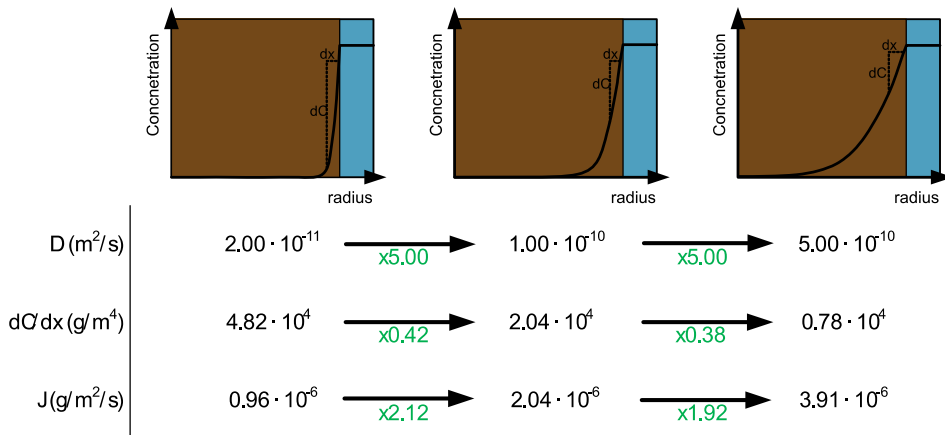 Concnetration
dx
dC
radius
Concnetration
dx
dC
radius
Concnetration
dx
dC
radius
D (m²/s) 2.00 · 10⁻¹¹ x5.00 1.00 · 10⁻¹⁰ x5.00 5.00 · 10⁻¹⁰
dC/dx (g/m⁴) 4.82 · 10⁴ x0.42 2.04 · 10⁴ x0.38 0.78 · 10⁴
J (g/m²/s) 0.96 · 10⁻⁶ x2.12 2.04 · 10⁻⁶ x1.92 3.91 · 10⁻⁶